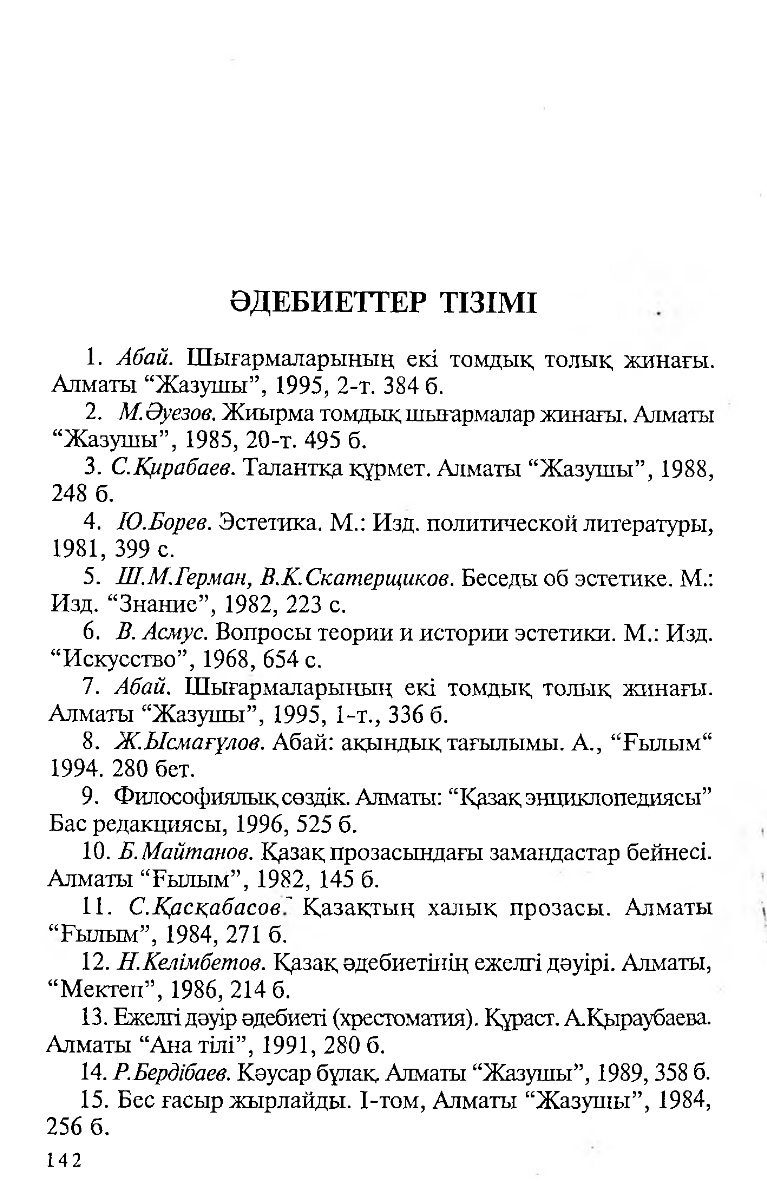 ӘДЕБИЕТТЕР ТІЗІМІ
1. Абай. Шығармаларының екі томдық толық жинағы.
Алматы “Жазушы”, 1995, 2-т. 384 б.
2. М.Әуезов. Жиырма томдық шығармалар жинағы. Алматы
“Жазушы”, 1985, 20-т. 495 б.
3. С.Қирабаев. Талантқа құрмет. Алматы “Жазушы”, 1988,
248 б.
4. Ю.Борев. Эстетика. М.: Изд. политической литературы,
1981, 399 с.
5. Ш.М.Герман, В.К.Скатерщиков. Беседы об эстетике. М.:
Изд. “Знание”, 1982, 223 с.
6. В. Асмус. Вопросы теории и истории эстетики. М.: Изд.
“Искусство”, 1968, 654 с.
7. Абай. Шығармаларының екі томдық толық жинағы.
Алматы “Жазушы”, 1995, 1-т., 336 б.
8. Ж.Ысмағұлов. Абай: ақындық тағылымы. А., “Ғылым“
1994. 280 бет.
9. Философиялық сөздік. Алматы: “Қазақ энциклопедиясы”
Бас редакциясы, 1996, 525 б.
10. Б.Майтанов. Қазақ прозасындағы замандастар бейнесі.
Алматы “Ғылым”, 1982, 145 б.
11. С.Қасқабасов. Қазақтың халық прозасы. Алматы
“Ғылым”, 1984, 271 б.
12. Н.Келімбетов. Қазақ әдебиетінің ежелгі дәуірі. Алматы,
“Мектеп”, 1986, 214 б.
13. Ежелгі дәуір әдебиеті (хрестоматия). Құраст. А.Қыраубаева.
Алматы “Ана тілі”, 1991, 280 б.
14. Р.Бердібаев. Кәусар бұлақ. Алматы “Жазушы”, 1989, 358 б.
15. Бес ғасыр жырлайды. I-том, Алматы “Жазушы”, 1984,
256 б.
142